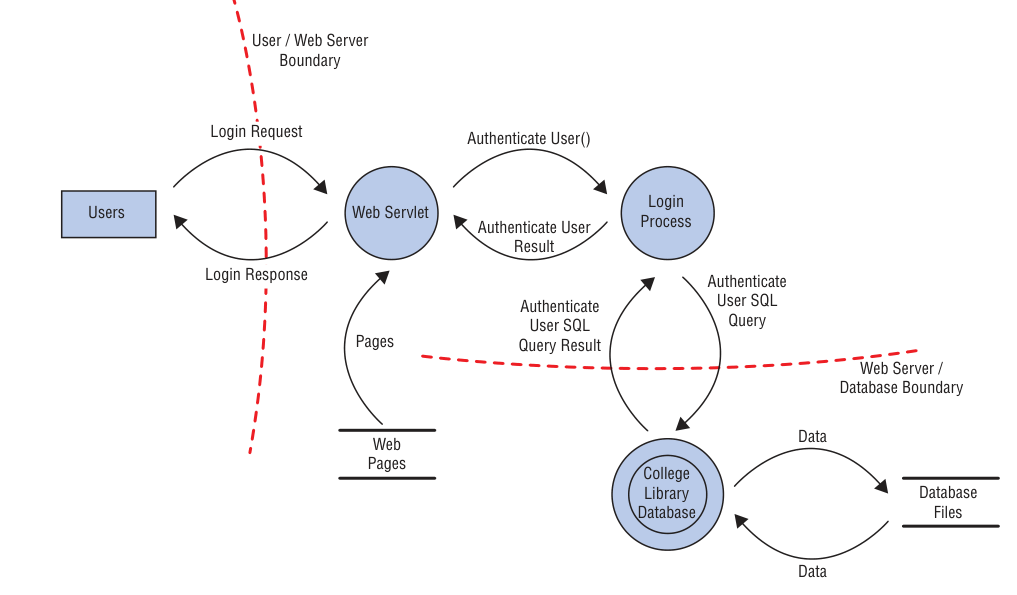 User / Web Server
Boundary
Login Request
Authenticate User()
Users
Web Servlet
Login
Process
Authenticate User
Result
Login Response
Authenticate
User SQL
Query
Authenticate
User SQL
Query Result
Pages
Web Server /
Database Boundary
Web
Pages
Data
College
Library
Database
Database
Files
Data